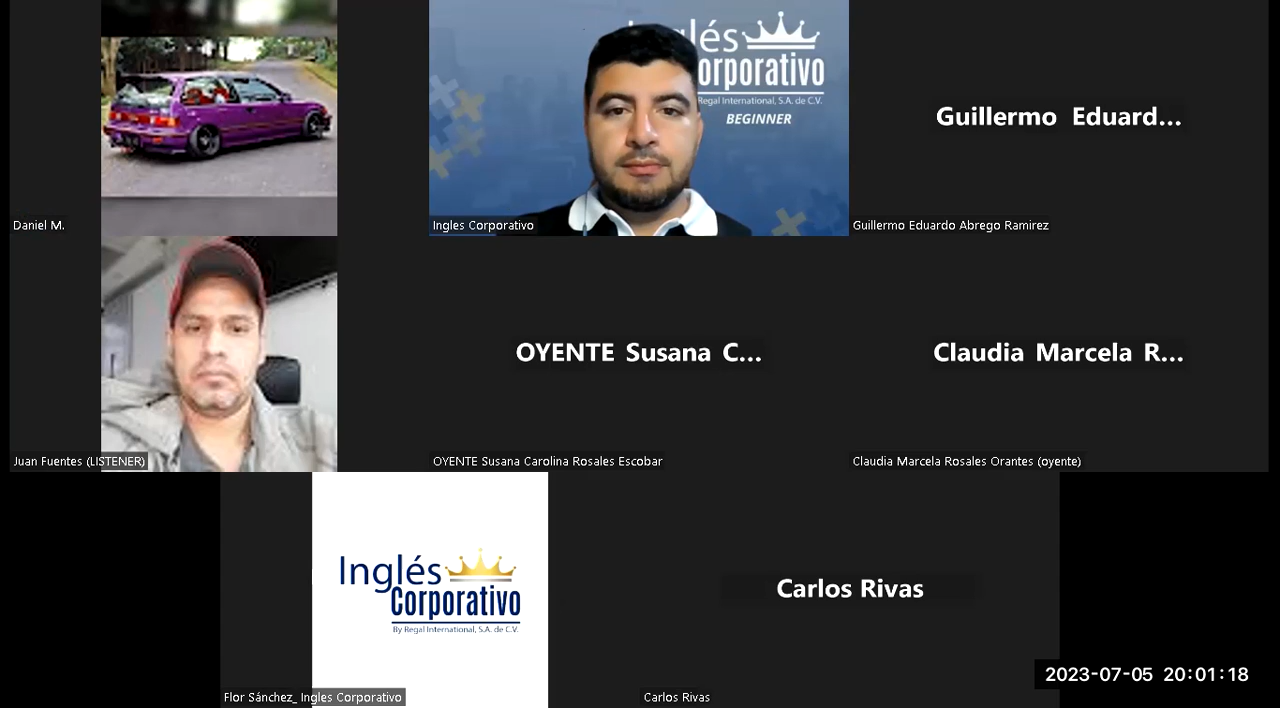 Inglés
Corporativo
Regal International, S.A. de C.V.
BEGINNER
Guillermo Eduard...
Daniel M.
Ingles Corporativo
Guillermo Eduardo Abrego Ramirez
OYENTE Susana C...
Claudia Marcela R...
Juan Fuentes (LISTENER)
OYENTE Susana Carolina Rosales Escobar
Claudia Marcela Rosales Orantes (oyente)
Inglés
Corporativo
By Regal International, S.A. de C.V.
Carlos Rivas
2023-07-05 20:01:18
Flor Sánchez_ Ingles Corporativo
Carlos Rivas